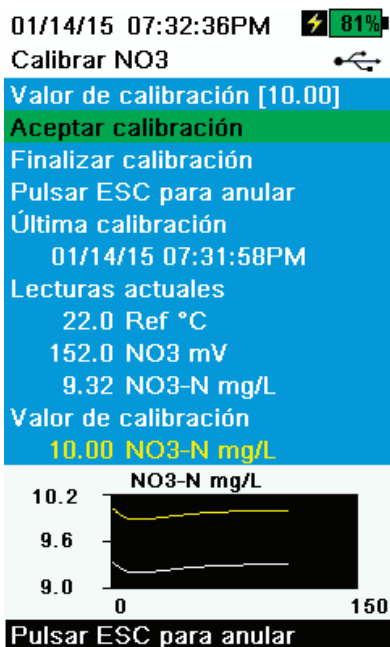 01/14/15 07:32:36PM 81%
Calibrar NO3
Valor de calibración [10.00]
Aceptar calibración
Finalizar calibración
Pulsar ESC para anular
Última calibración
01/14/15 07:31:58PM
Lecturas actuales
22.0 Ref °C
152.0 NO3 mV
9.32 NO3-N mg/L
Valor de calibración
10.00 NO3-N mg/L
NO3-N mg/L
10.2
9.6
9.0
0 150
Pulsar ESC para anular